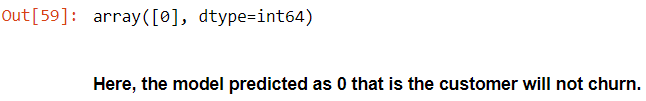 Out[59]: array([0], dtype=int64)
Here, the model predicted as 0 that is the customer will not churn.